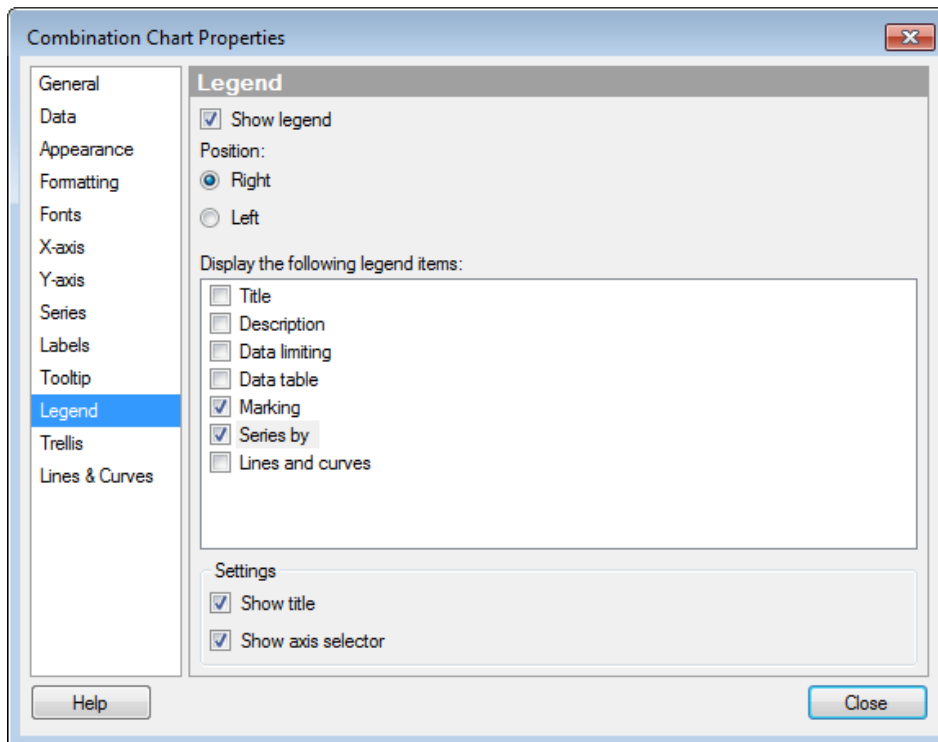 Combination Chart Properties
General
Data
Appearance
Formatting
Fonts
X-axis
Y-axis
Series
Labels
Tooltip
Legend
Trellis
Lines & Curves
Legend
Show legend
Position:
Right
Left
Display the following legend items:
Title
Description
Data limiting
Data table
Marking
Series by
Lines and curves
Settings
Show title
Show axis selector
Help
Close